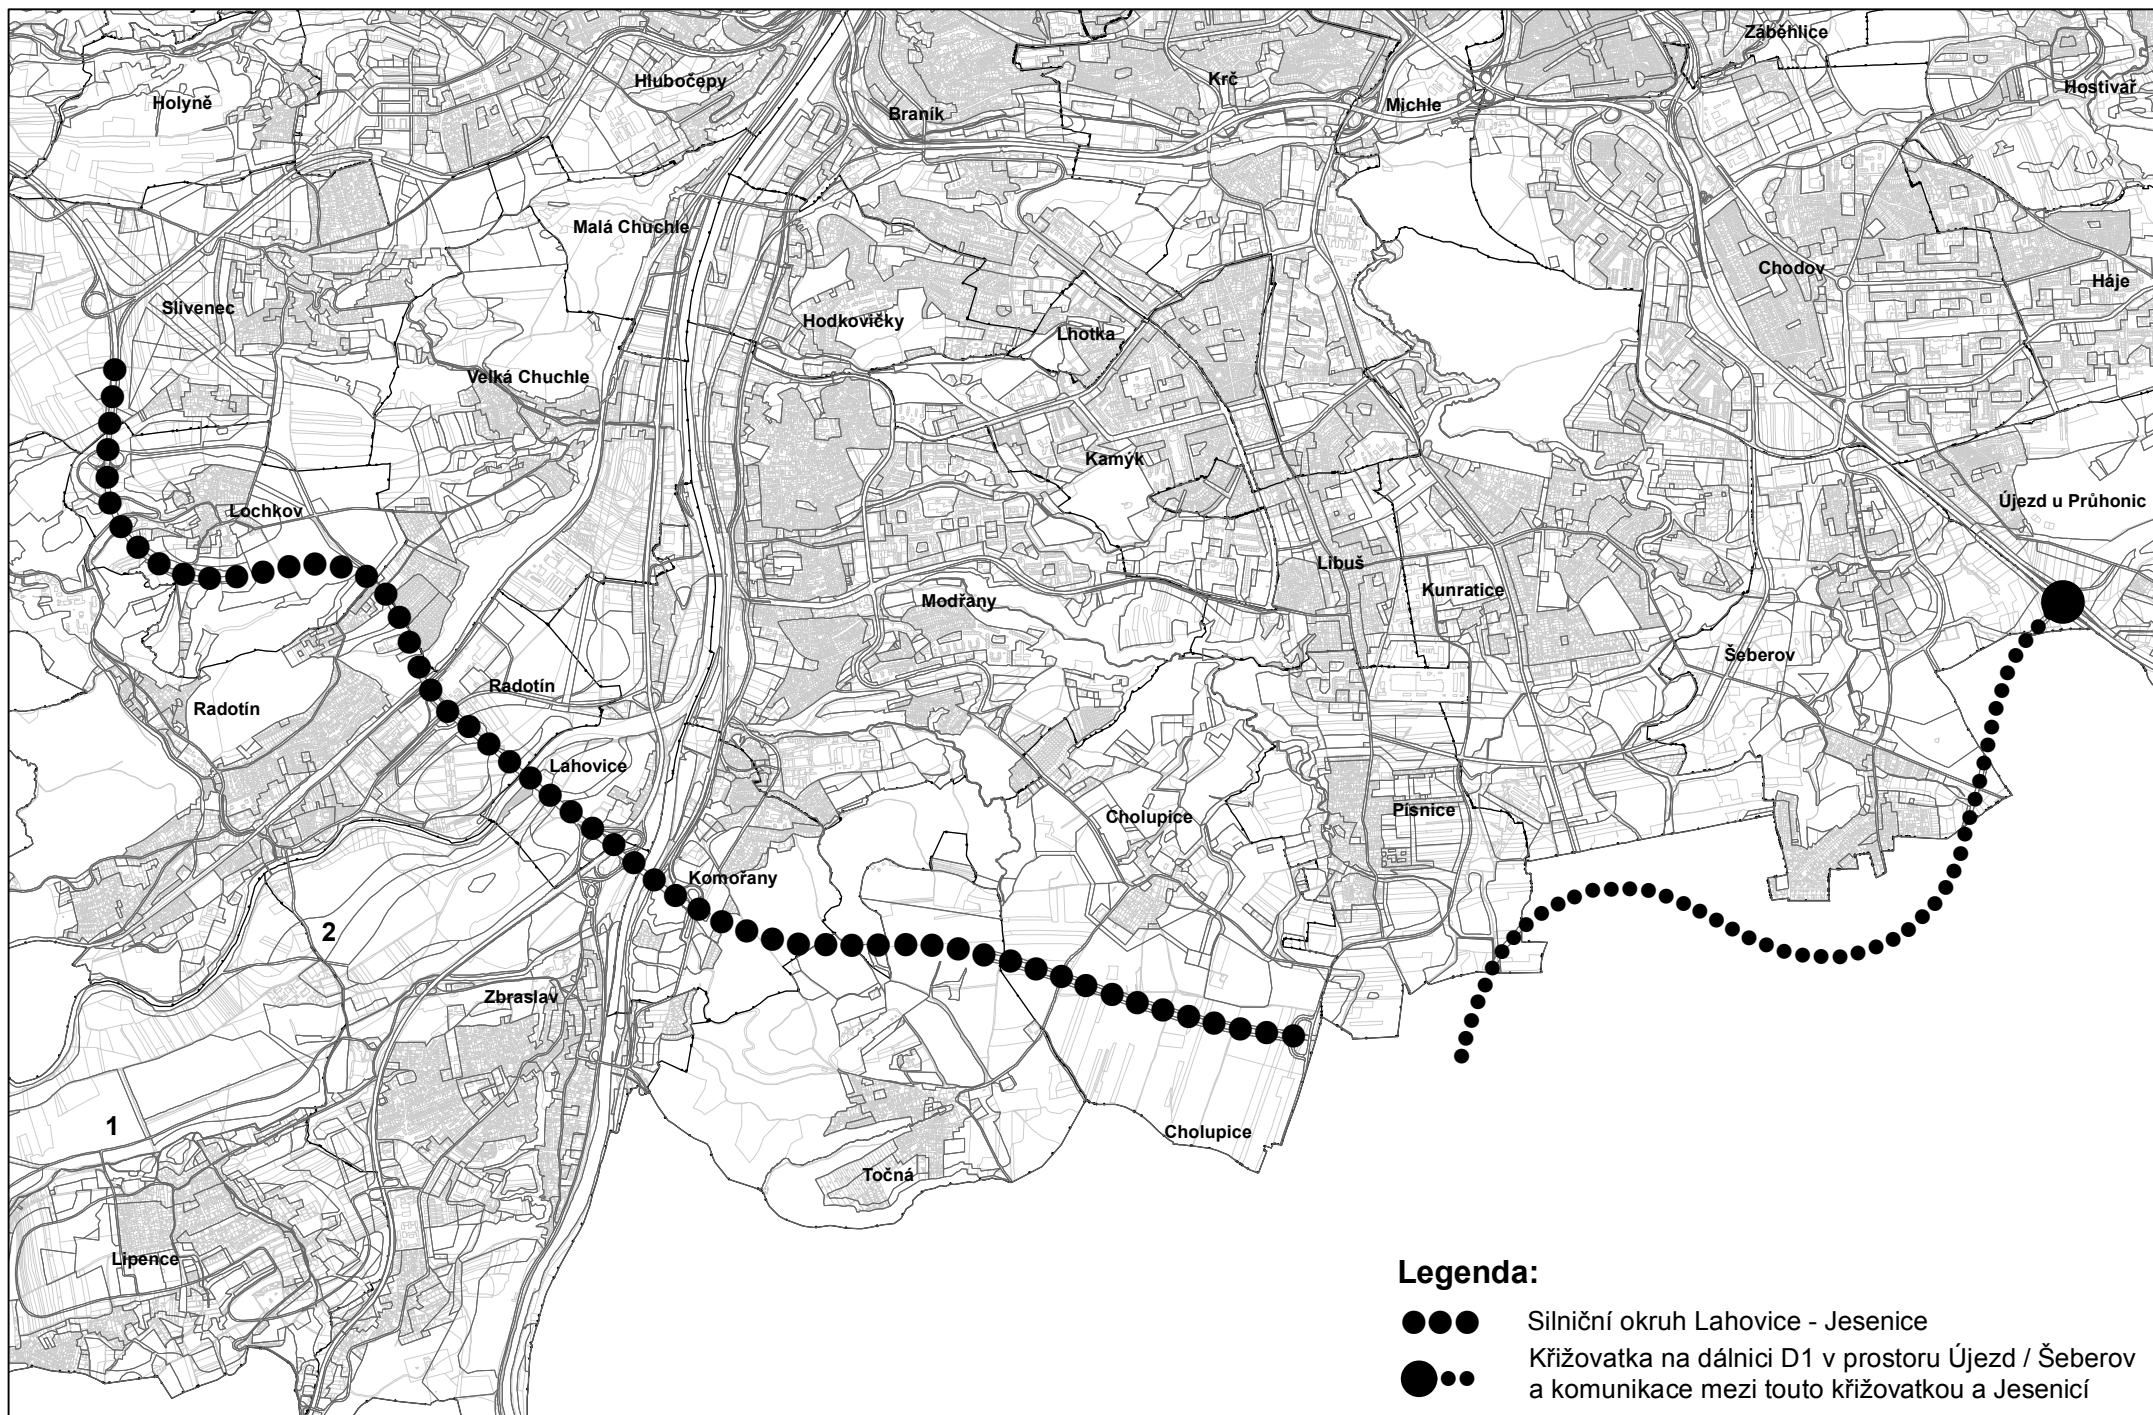 Záběhlice
Hlubočepy
Krč
Hostivař
Holyně
Michle
Braník
Malá Chuchle
Chodov
Háje
Slivenec
Hodkovičky
Lhotka
Velká Chuchle
Kamýk
Újezd u Průhonic
Lochkov
Libuš
Kunratice
Modřany
Šeberov
Radotín
Radotín
Lahovice
Písnice
Cholupice
Komořany
2
Zbraslav
1
Cholupice
Točná
Lipence
Legenda:
Silniční okruh Lahovice - Jesenice
Křižovatka na dálnici D1 v prostoru Újezd / Šeberov
a komunikace mezi touto křižovatkou a Jesenicí